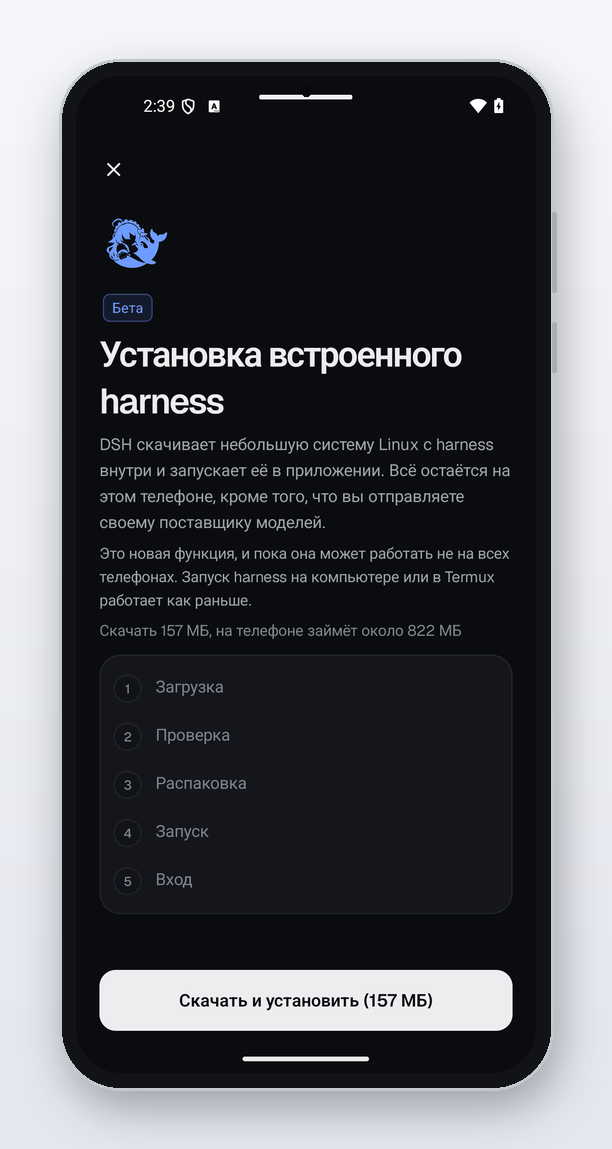 2:39
A
Бета
Установка встроенного
harness
DSH скачивает небольшую систему Linux с harness
внутри и запускает её в приложении. Всё остаётся на
этом телефоне, кроме того, что вы отправляете
своему поставщику моделей.
Это новая функция, и пока она может работать не на всех
телефонах. Запуск harness на компьютере или в Termux
работает как раньше.
Скачать 157 МБ, на телефоне займёт около 822 МБ
1 Загрузка
2 Проверка
3 Распаковка
4 Запуск
5 Вход
Скачать и установить (157 МБ)